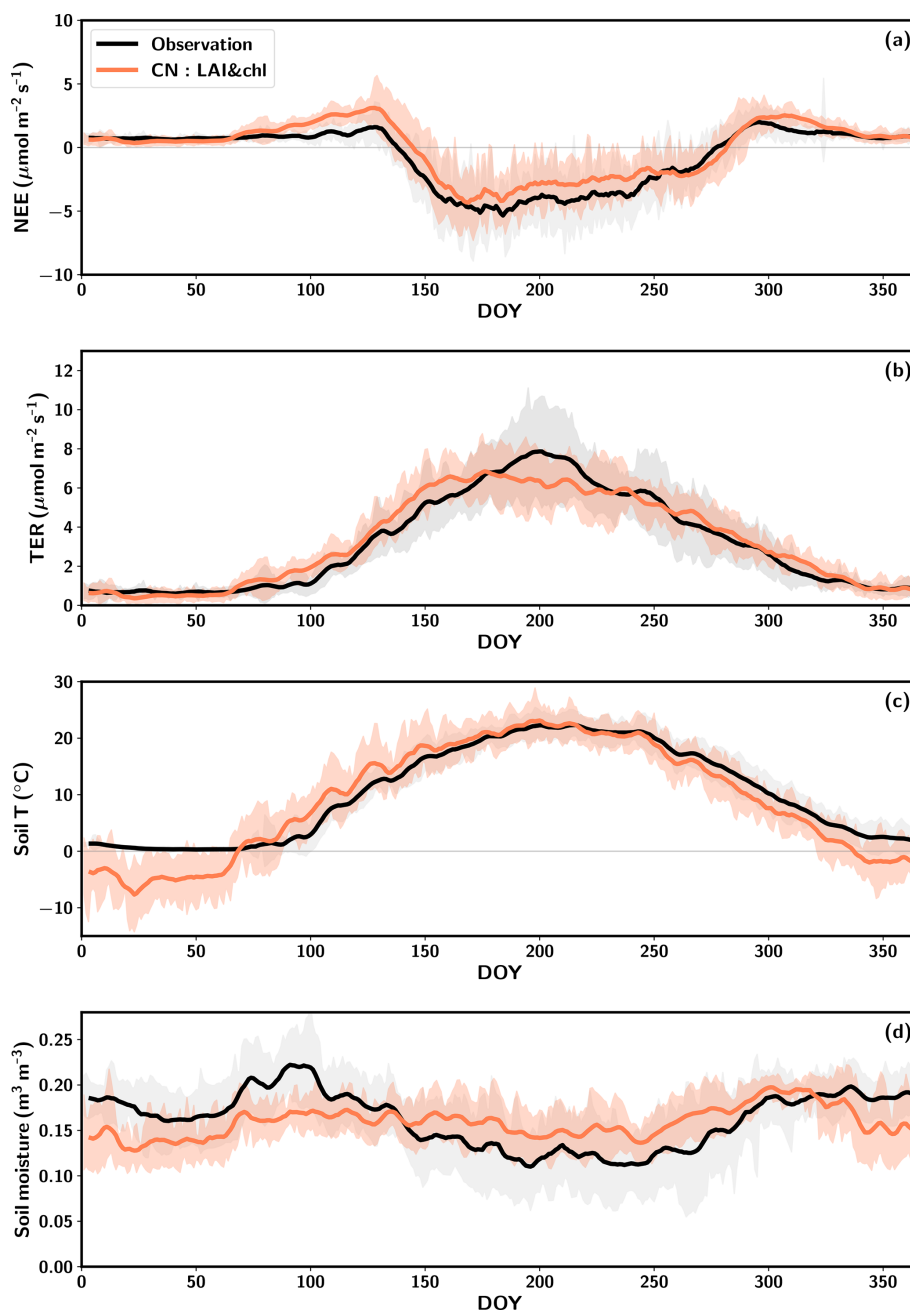 (a)
Observation
CN : LAI&chl
NEE (μmol m⁻² s⁻¹)
10
5
0
−5
−10
0 50 100 150 200 250 300 350
DOY
(b)
TER (μmol m⁻² s⁻¹)
12
10
8
6
4
2
0
0 50 100 150 200 250 300 350
DOY
(c)
Soil T (°C)
30
20
10
0
−10
0 50 100 150 200 250 300 350
DOY
(d)
Soil moisture (m³ m⁻³)
0.25
0.20
0.15
0.10
0.05
0.00
0 50 100 150 200 250 300 350
DOY